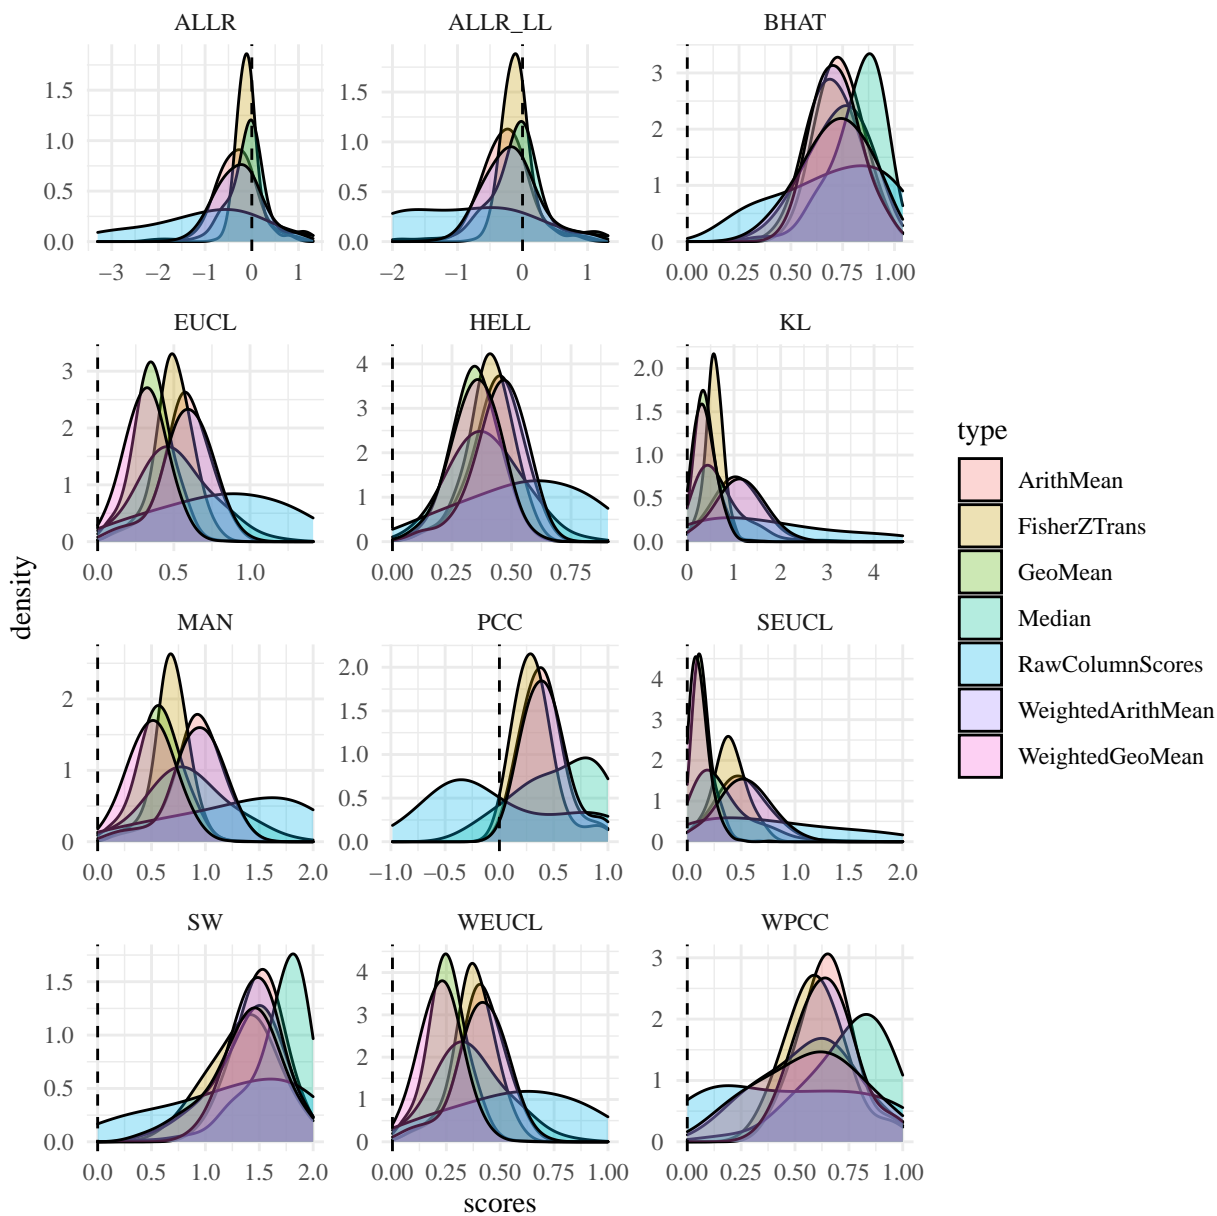 ALLR ALLR_LL BHAT
0.0 0.5 1.0 1.5
−3 −2 −1 0 1
0.0 0.5 1.0 1.5
−2 −1 0 1
0 1 2 3
0.00 0.25 0.50 0.75 1.00
EUCL HELL KL
0 1 2 3
0.0 0.5 1.0
0 1 2 3 4
0.00 0.25 0.50 0.75
0.0 0.5 1.0 1.5 2.0
0 1 2 3 4
MAN PCC SEUCL
0 1 2
0.0 0.5 1.0 1.5 2.0
0.0 0.5 1.0 1.5 2.0
−1.0 −0.5 0.0 0.5 1.0
0 1 2 3 4
0.0 0.5 1.0 1.5 2.0
SW WEUCL WPCC
0.0 0.5 1.0 1.5
0.0 0.5 1.0 1.5 2.0
0 1 2 3 4
0.00 0.25 0.50 0.75 1.00
0 1 2 3
0.00 0.25 0.50 0.75 1.00
scores
density
type
ArithMean
FisherZTrans
GeoMean
Median
RawColumnScores
WeightedArithMean
WeightedGeoMean